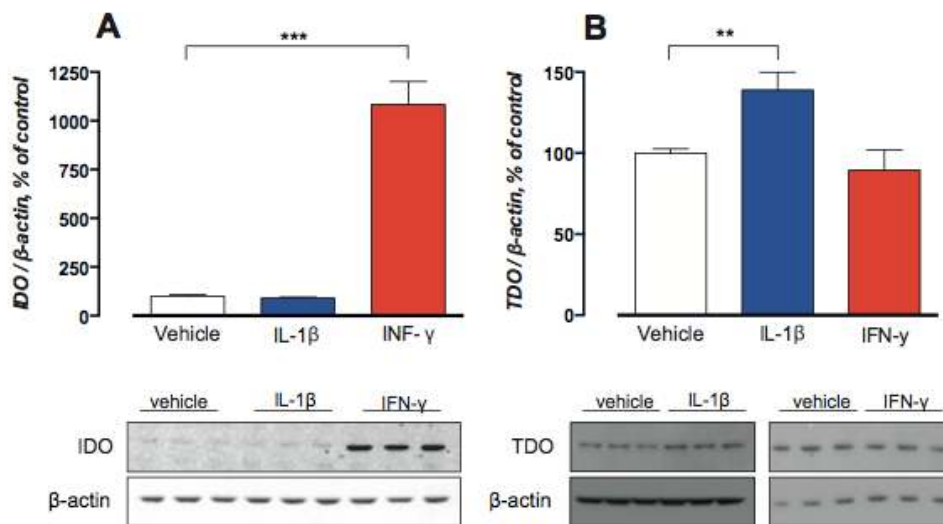 A
***
IDO / β-actin, % of control
1250
1000
750
500
250
0
Vehicle IL-1β INF- γ
vehicle IL-1β IFN-γ
IDO
β-actin
B
**
TDO / β-actin, % of control
150
100
50
0
Vehicle IL-1β IFN-y
vehicle IL-1β vehicle IFN-γ
TDO
β-actin